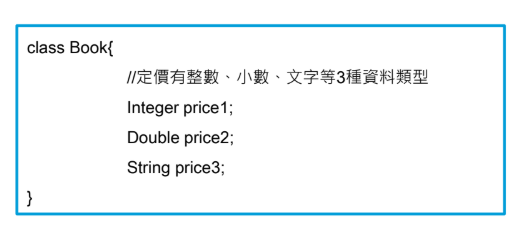 class Book{
//定價有整數、小數、文字等3種資料類型
Integer price1;
Double price2;
String price3;
}